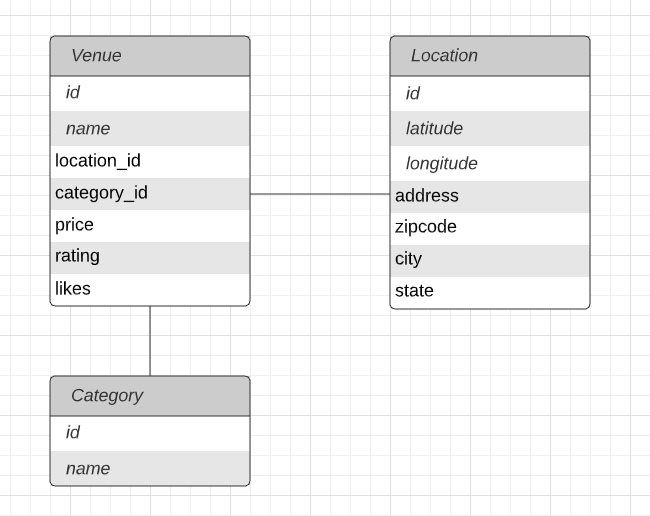 Venue
id
name
location_id
category_id
price
rating
likes
Location
id
latitude
longitude
address
zipcode
city
state
Category
id
name